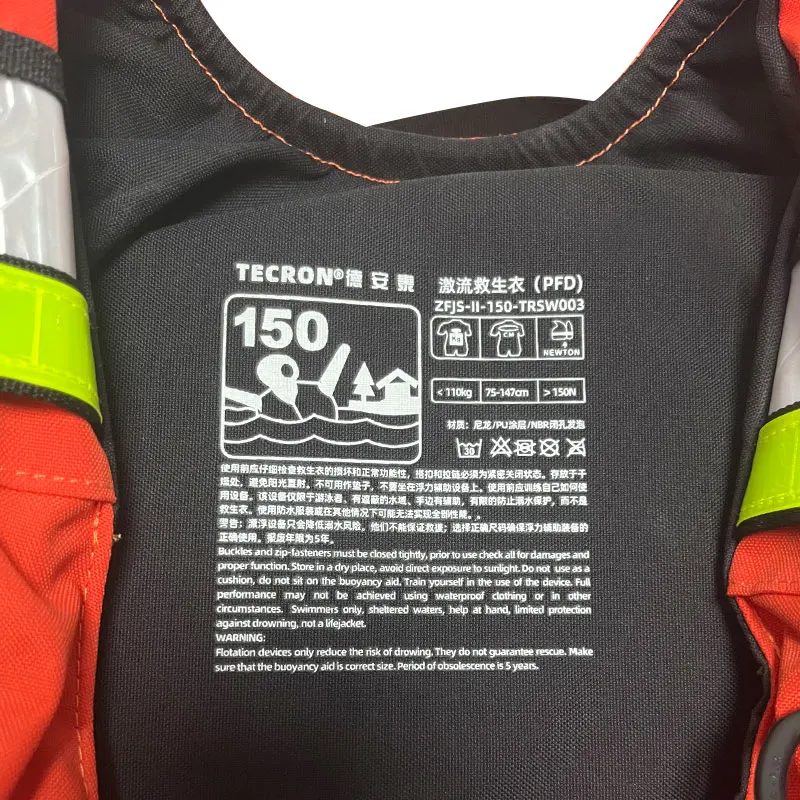 TECRON®德安泰
激流救生衣（PFD）
ZFJS-II-150-TRSW003
150
Kg
CM
NEWTON
<110kg
75-147cm
>150N
材质：尼龙/PU涂层/NBR闭孔发泡
30
使用前应仔细检查救生衣的损坏和正常功能性，搭扣和拉链必须为紧密关闭状态。存放于干
燥处，避免阳光直射，不可用作垫子，不要坐在浮力辅助设备上。使用前应训练自己如何使
用设备。该设备仅限于游泳者、有遮蔽的水域、手边有辅助，有限的防止溺水保护，而不是
救生衣。使用防水服装或在其他情况下可能无法实现全部性能。。
警告：漂浮设备只会降低溺水风险。他们不能保证救援；选择正确尺码确保浮力辅助装备的
正确使用。报废年限为5年。
Buckles and zip-fasteners must be closed tightly, prior to use check all for damages and
proper function. Store in a dry place, avoid direct exposure to sunlight. Do not use as a
cushion, do not sit on the buoyancy aid. Train yourself in the use of the device. Full
performance may not be achieved using waterproof clothing or in other
circumstances. Swimmers only, sheltered waters, help at hand, limited protection
against drowning, not a lifejacket.
WARNING:
Flotation devices only reduce the risk of drowing. They do not guarantee rescue. Make
sure that the buoyancy aid is correct size. Period of obsolescence is 5 years.